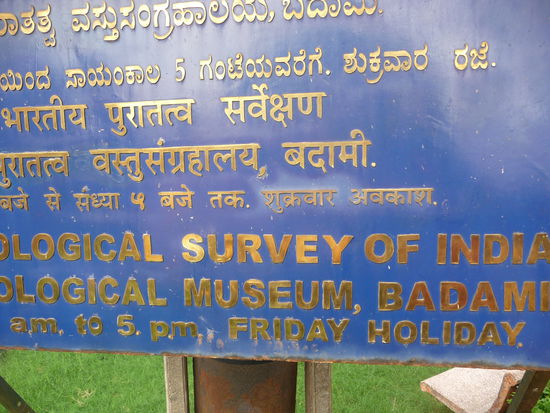 ರಾತತ್ವ ವಸ್ತುಸಂಗ್ರಹಾಲಯ, ಬದಾಮಿ.
ಯಿಂದ ಸಾಯಂಕಾಲ 5 ಗಂಟೆಯವರೆಗೆ. ಶುಕ್ರವಾರ ರಜೆ.
भारतीय पुरातत्व सर्वेक्षण
पुरातत्व वस्तुसंग्रहालय, बदामी.
बजे से संध्या ५ बजे तक. शुक्रवार अवकाश.
OLOGICAL SURVEY OF INDIA
OLOGICAL MUSEUM, BADAMI
a.m. to 5. p.m. FRIDAY HOLIDAY.